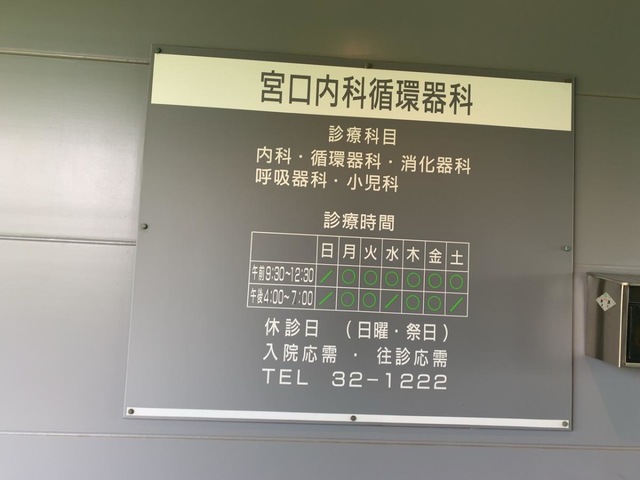 宮口内科循環器科
診療科目
内科・循環器科・消化器科
呼吸器科・小児科
診療時間
日 月 火 水 木 金 土
午前9:30~12:30 / ○ ○ ○ ○ ○ ○
午後4:00~7:00 / ○ ○ / ○ ○ /
休診日 (日曜・祭日)
入院応需・往診応需
TEL 32-1222